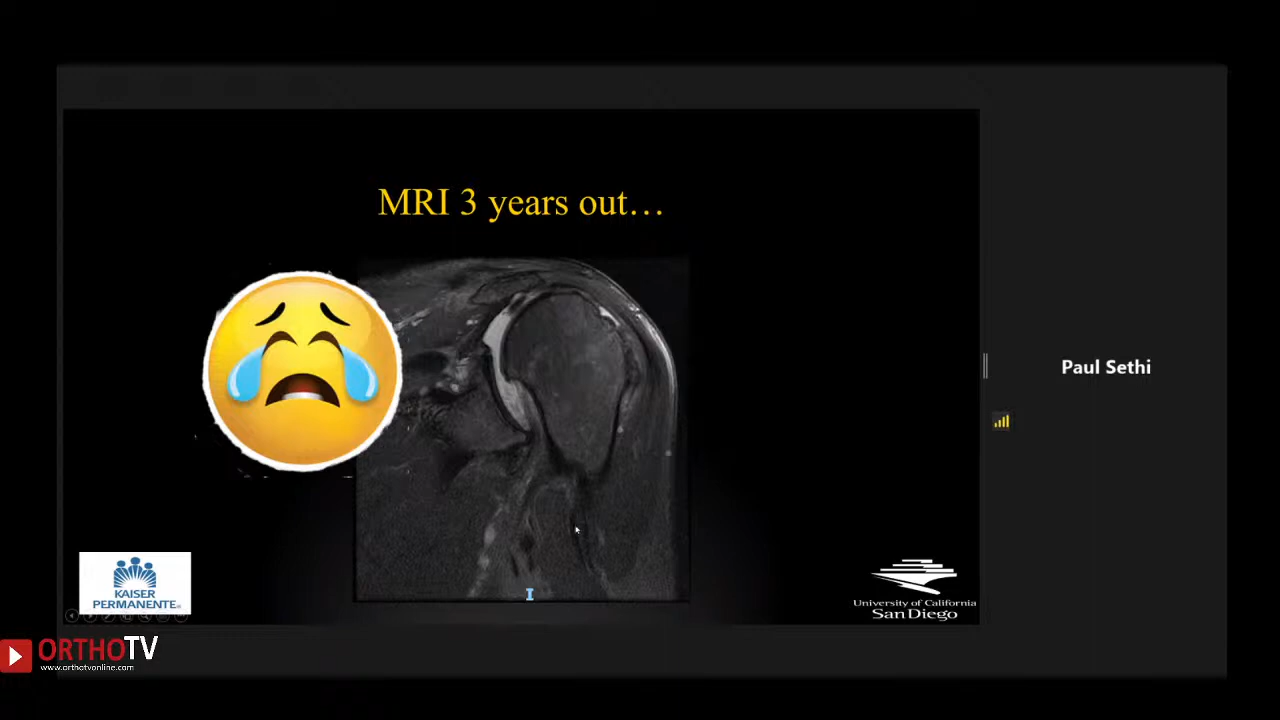 MRI 3 years out…
Paul Sethi
KAISER
PERMANENTE®
I
University of California
San Diego
ORTHOTV
www.orthotvonline.com